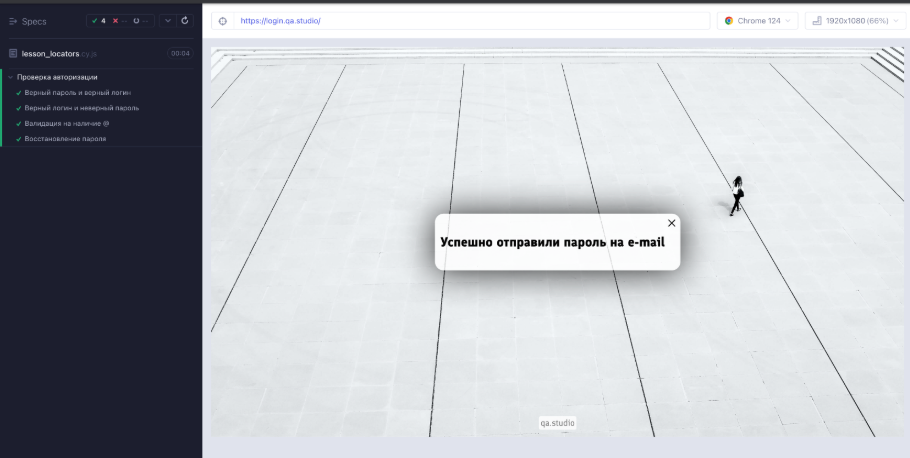 Specs
4
--
--
https://login.qa.studio/
Chrome 124
1920x1080 (66%)
lesson_locators.cy.js
00:04
Проверка авторизации
Верный пароль и верный логин
Верный логин и неверный пароль
Валидация на наличие @
Восстановление пароля
Успешно отправили пароль на e-mail
qa.studio